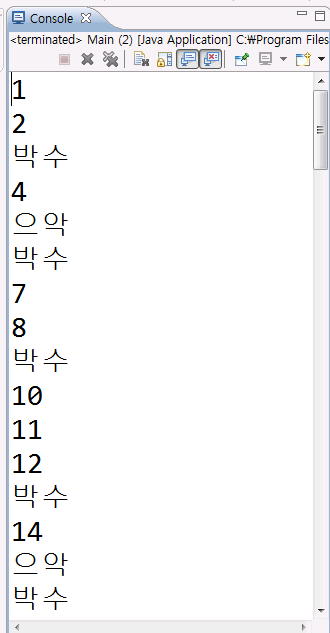 Console
<terminated> Main (2) [Java Application] C:₩Program Files
1
2
박수
4
으악
박수
7
8
박수
10
11
12
박수
14
으악
박수